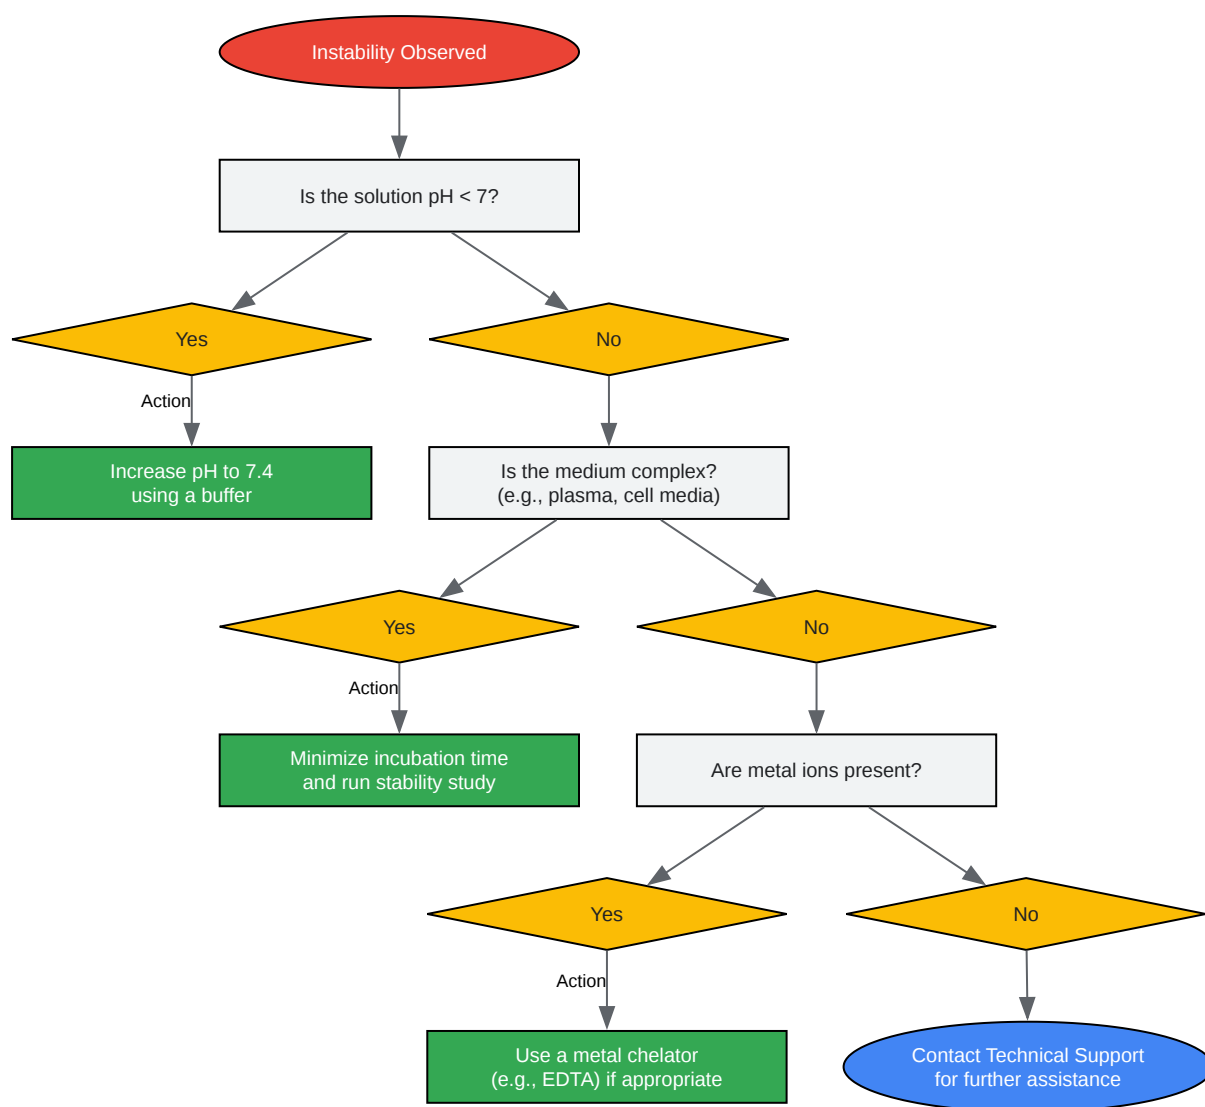 Instability Observed
Is the solution pH < 7?
Yes
No
Action
Increase pH to 7.4
using a buffer
Is the medium complex?
(e.g., plasma, cell media)
Yes
No
Action
Minimize incubation time
and run stability study
Are metal ions present?
Yes
No
Action
Use a metal chelator
(e.g., EDTA) if appropriate
Contact Technical Support
for further assistance